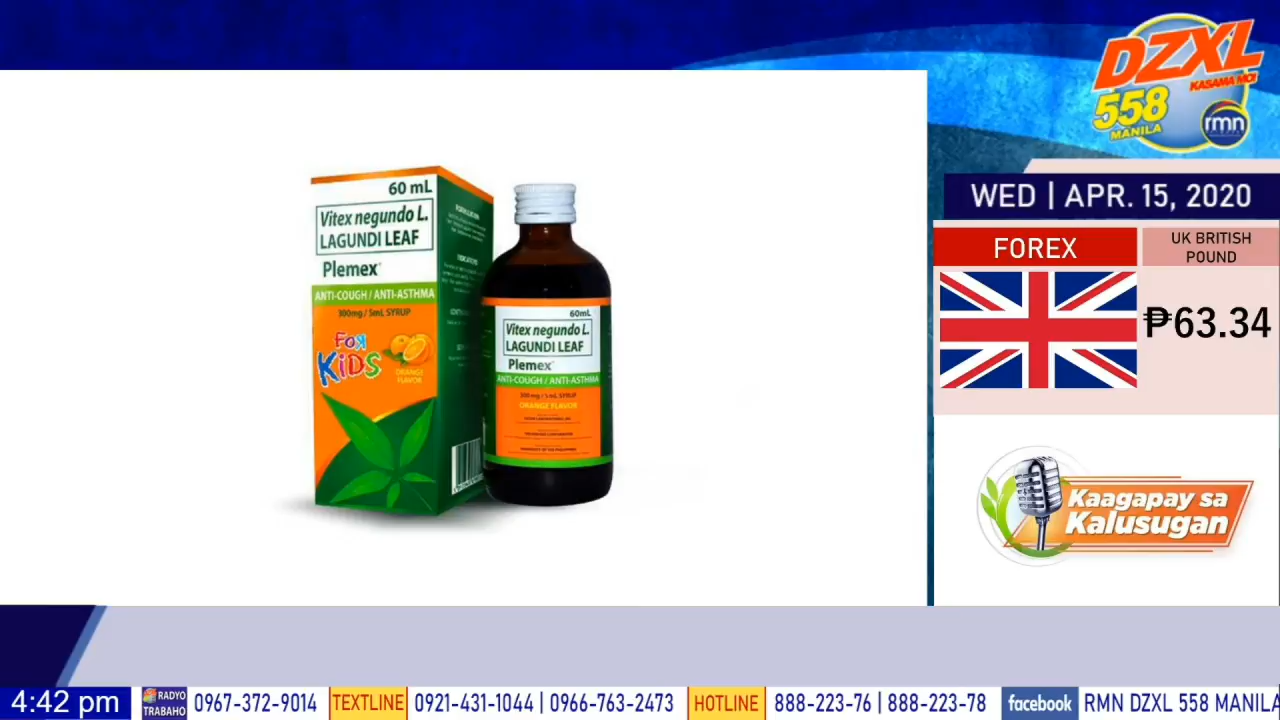 DZXL
KASAMA MO!
558
MANILA
rmn
WED | APR. 15, 2020
FOREX
UK BRITISH
POUND
₱63.34
60 mL
Vitex negundo L.
LAGUNDI LEAF
Plemex
ANTI-COUGH / ANTI-ASTHMA
300mg / 5mL SYRUP
FOR
KiDS
ORANGE
FLAVOR
60mL
Vitex negundo L.
LAGUNDI LEAF
Plemex
ANTI-COUGH / ANTI-ASTHMA
300 mg / 5 mL SYRUP
ORANGE FLAVOR
Kaagapay sa
Kalusugan
4:42 pm
RADYO
TRABAHO
0967-372-9014
TEXTLINE
0921-431-1044 | 0966-763-2473
HOTLINE
888-223-76 | 888-223-78
facebook
RMN DZXL 558 MANILA